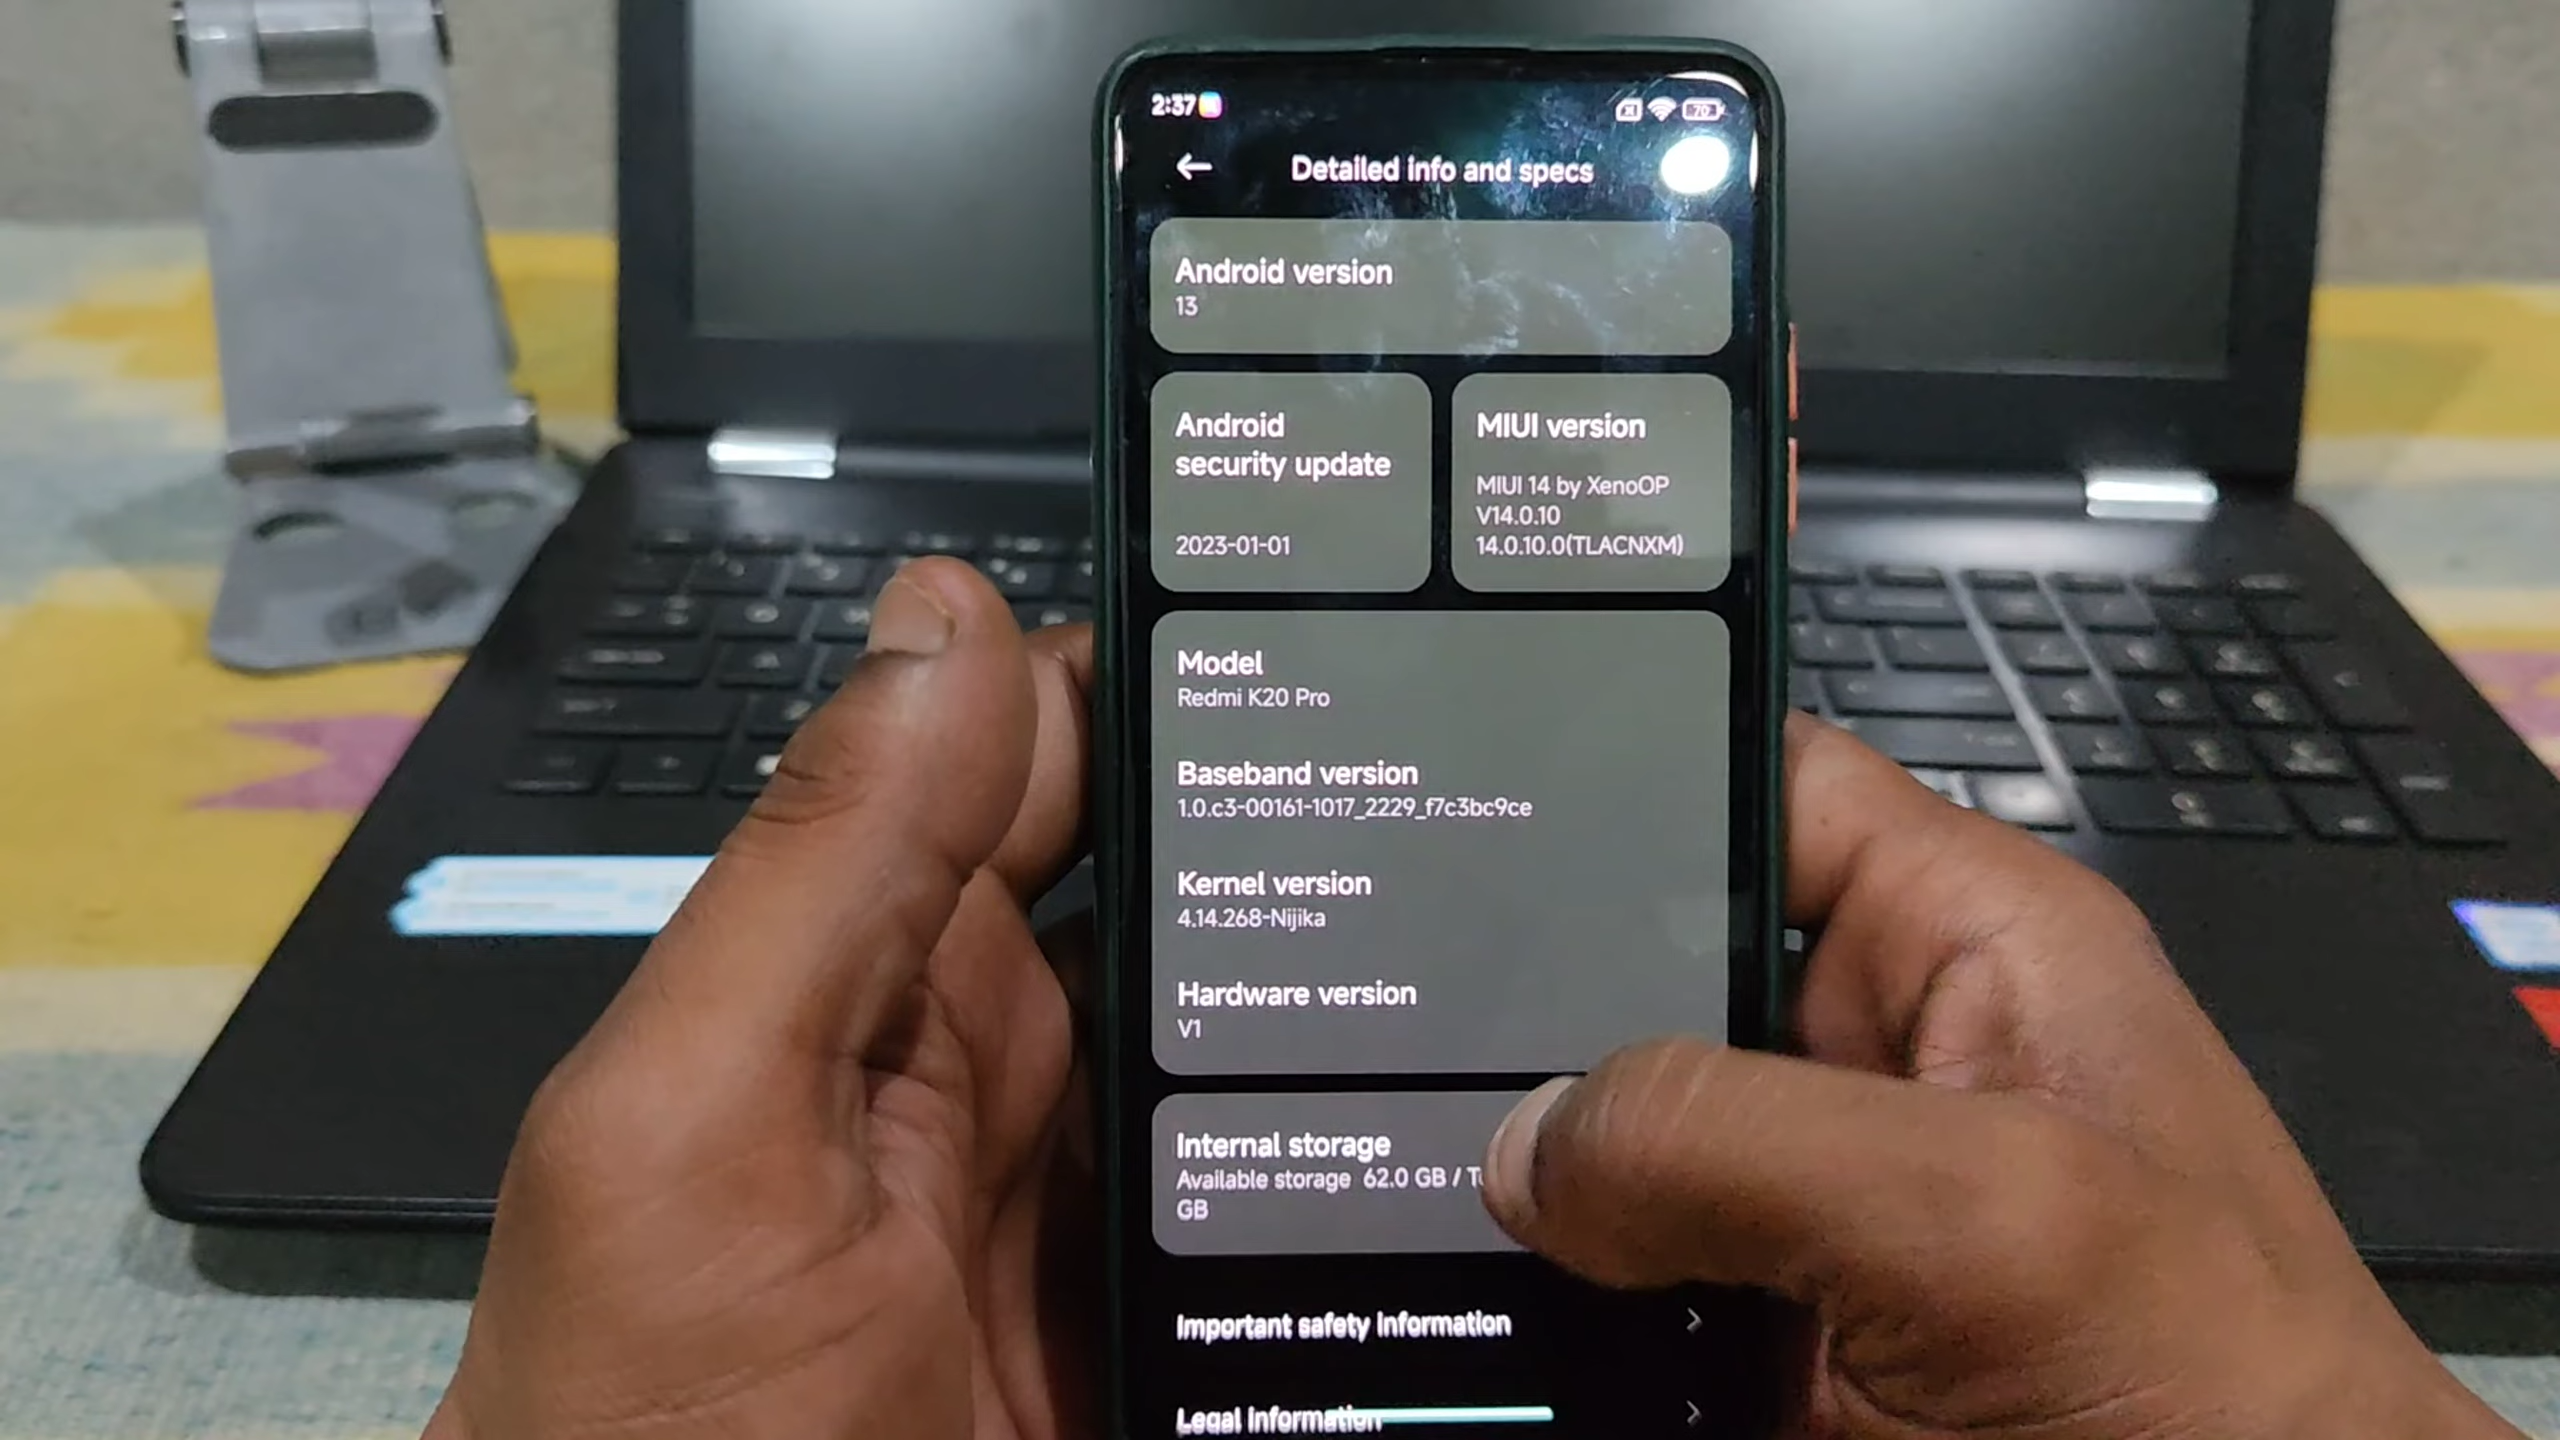 2:37
70
Detailed info and specs
Android version
13
Android
security update
2023-01-01
MIUI version
MIUI 14 by XenoOP
V14.0.10
14.0.10.0(TLACNXM)
Model
Redmi K20 Pro
Baseband version
1.0.c3-00161-1017_2229_f7c3bc9ce
Kernel version
4.14.268-Nijika
Hardware version
V1
Internal storage
Available storage 62.0 GB /
GB
Important safety information
Legal information